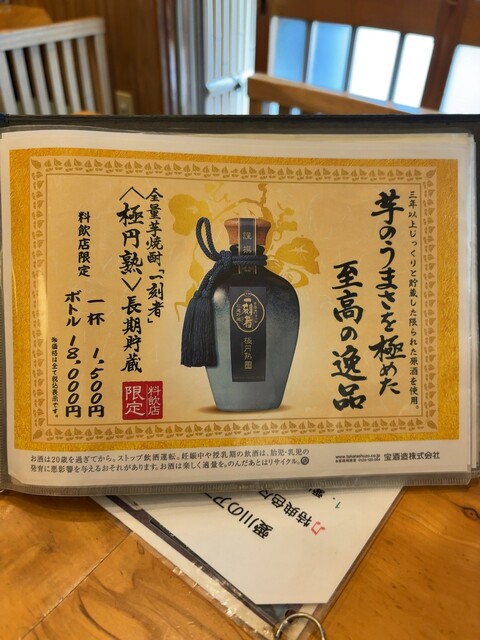 三年以上じっくりと貯蔵した限られた原酒を使用。
芋のうまさを極めた
至高の逸品
全量芋焼酎「一刻者」
〈極円熟〉長期貯蔵
料飲店限定
一杯 1,500円
ボトル 18,000円
※価格は全て税込表示です。
料飲店
限定
一刻者
極円熟
お酒は20歳を過ぎてから。ストップ飲酒運転。妊娠中や授乳期の飲酒は、胎児・乳児の
発育に悪影響を与えるおそれがあります。お酒は楽しく適量を。のんだあとはリサイクル。
宝酒造株式会社
愛川のア
特典色々
1.